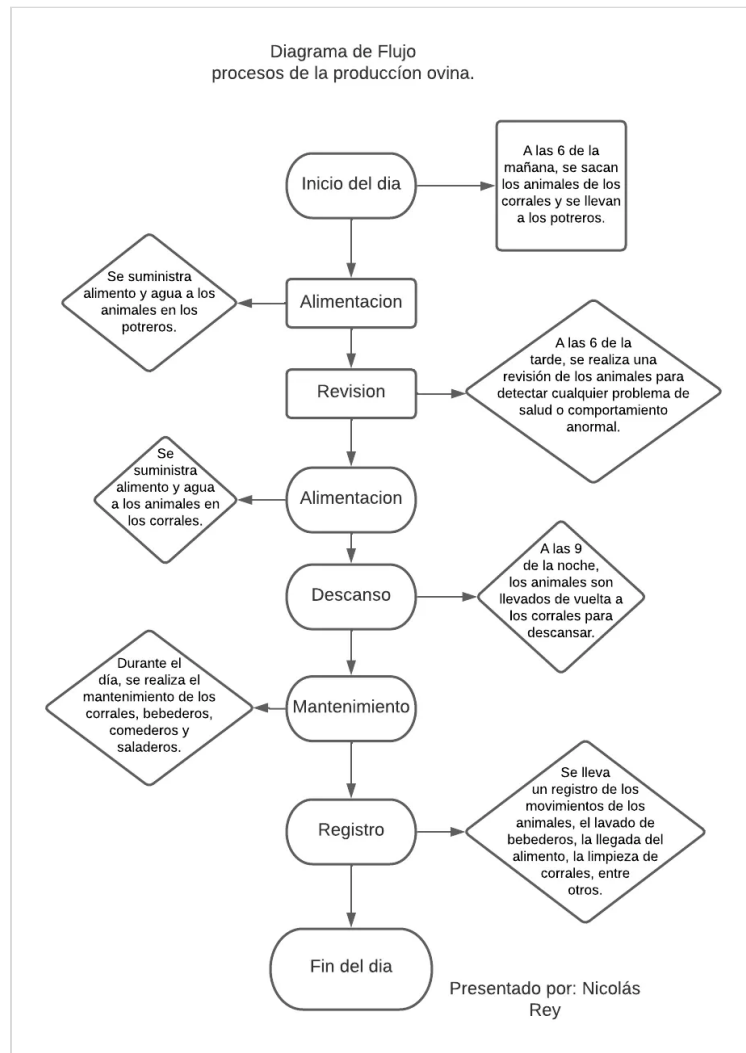 Diagrama de Flujo
procesos de la produccíon ovina.
Inicio del dia
A las 6 de la
mañana, se sacan
los animales de los
corrales y se llevan
a los potreros.
Alimentacion
Se suministra
alimento y agua a los
animales en los
potreros.
Revision
A las 6 de la
tarde, se realiza una
revisión de los animales para
detectar cualquier problema de
salud o comportamiento
anormal.
Alimentacion
Se
suministra
alimento y agua
a los animales en
los corrales.
Descanso
A las 9
de la noche,
los animales son
llevados de vuelta a
los corrales para
descansar.
Mantenimiento
Durante el
día, se realiza el
mantenimiento de los
corrales, bebederos,
comederos y
saladeros.
Registro
Se lleva
un registro de los
movimientos de los
animales, el lavado de
bebederos, la llegada del
alimento, la limpieza de
corrales, entre
otros.
Fin del dia
Presentado por: Nicolás
Rey